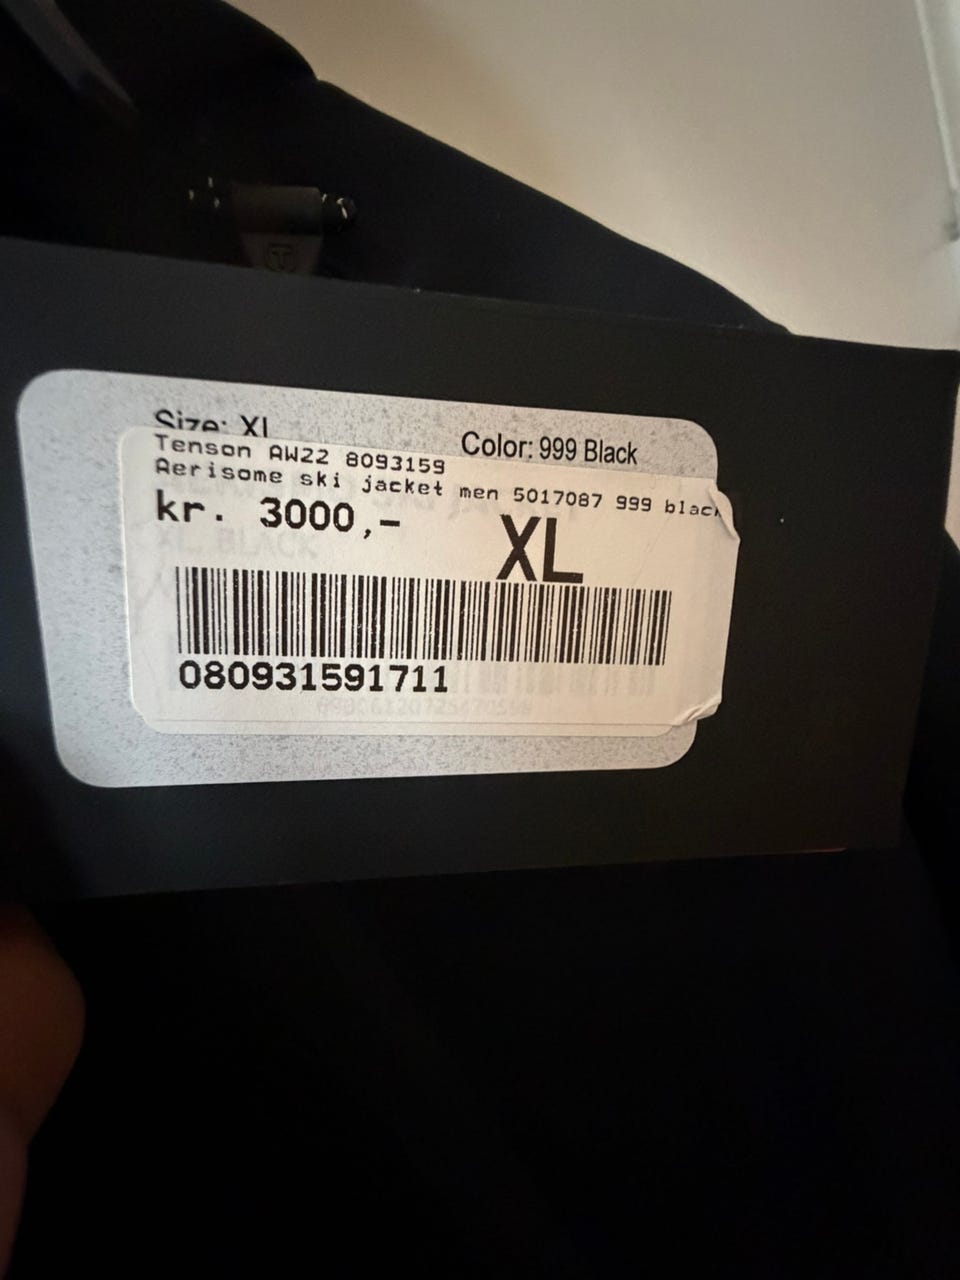 Size: XL
Color: 999 Black
Tenson AW22 8093159
Aerisome ski jacket men 5017087 999 black
kr. 3000,-
XL
080931591711